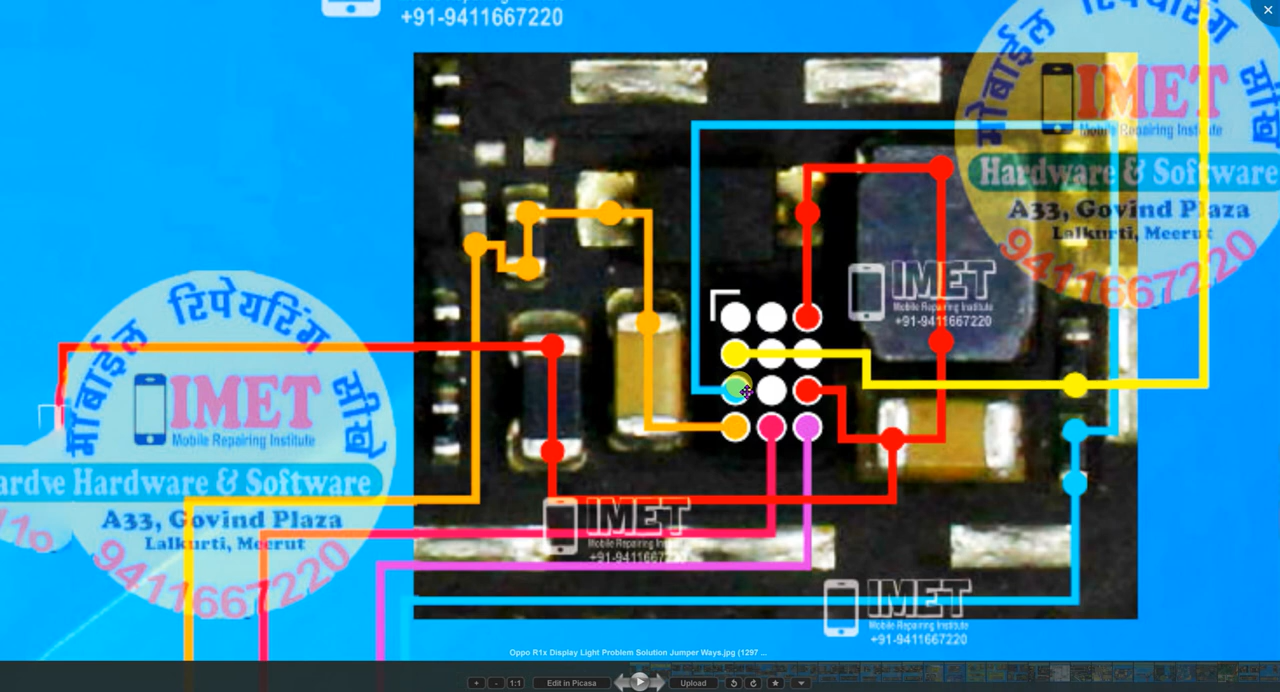 +91-9411667220
मोबाईल रिपेयरिंग सीखे
IMET
Mobile Repairing Institute
Hardware & Software
A33, Govind Plaza
Lalkurti, Meerut
9411667220
IMET
Mobile Repairing Institute
+91-9411667220
मोबाईल रिपेयरिंग सीखे
IMET
Mobile Repairing Institute
Hardware & Software
A33, Govind Plaza
Lalkurti, Meerut
9411667220
IMET
Mobile Repairing Institute
+91-9411667220
IMET
Mobile Repairing Institute
+91-9411667220
Oppo R1x Display Light Problem Solution Jumper Ways.jpg (1297 ...
+ - 1:1 Edit in Picasa Upload